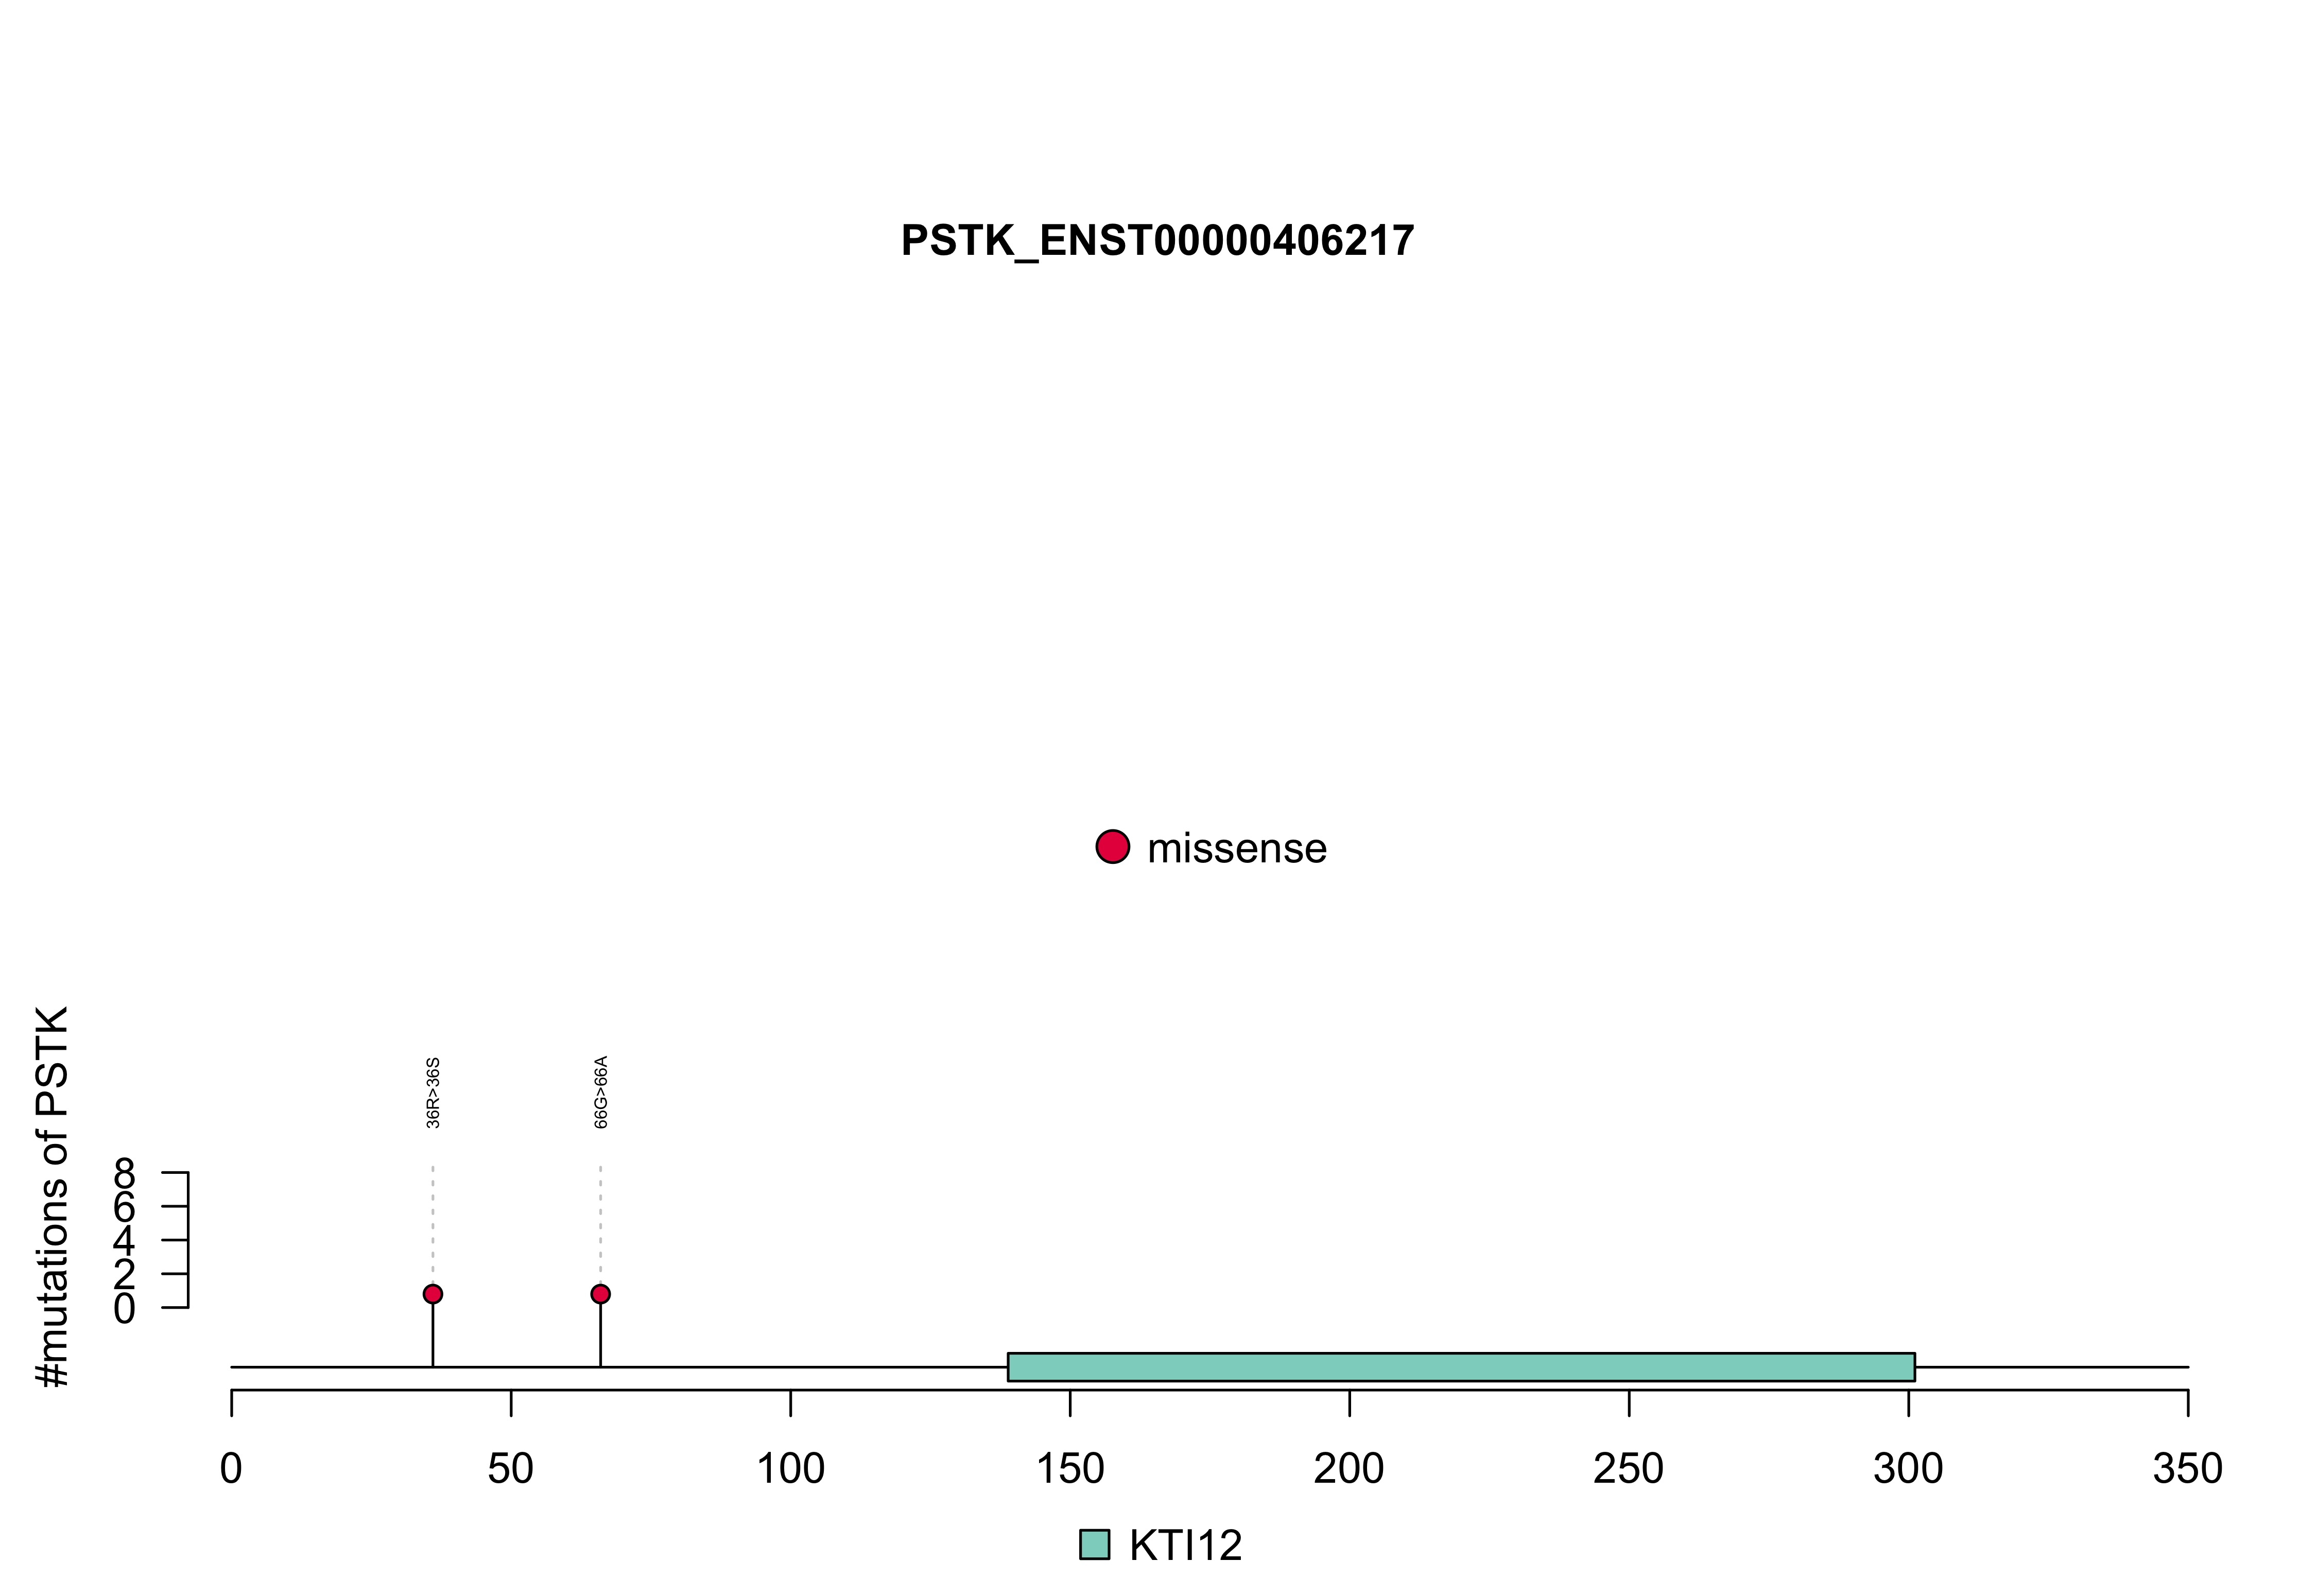 PSTK_ENST00000406217
missense
#mutations of PSTK
36R>36S
66G>66A
8
6
4
2
0
0 50 100 150 200 250 300 350
KTI12